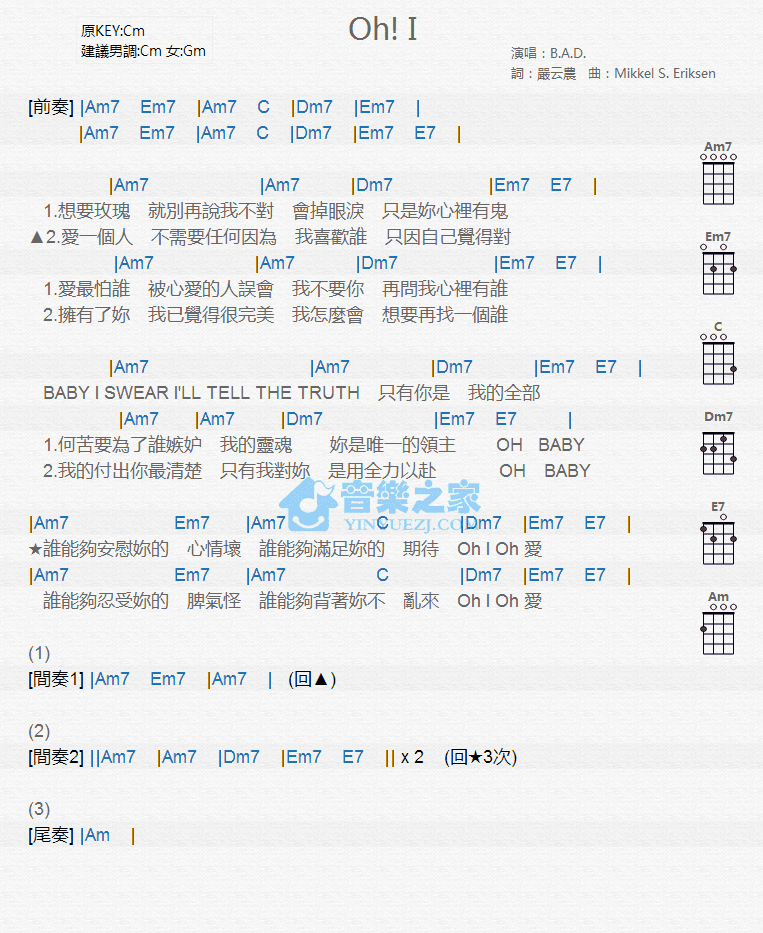 Oh! I
原KEY:Cm
建議男調:Cm 女:Gm
演唱：B.A.D.
詞：嚴云農 曲：Mikkel S. Eriksen
[前奏] |Am7 Em7 |Am7 C |Dm7 |Em7 |
|Am7 Em7 |Am7 C |Dm7 |Em7 E7 |
|Am7 |Am7 |Dm7 |Em7 E7 |
1.想要玫瑰 就別再說我不對 會掉眼淚 只是妳心裡有鬼
▲2.愛一個人 不需要任何因為 我喜歡誰 只因自己覺得對
|Am7 |Am7 |Dm7 |Em7 E7 |
1.愛最怕誰 被心愛的人誤會 我不要你 再問我心裡有誰
2.擁有了妳 我已覺得很完美 我怎麼會 想要再找一個誰
|Am7 |Am7 |Dm7 |Em7 E7 |
BABY I SWEAR I'LL TELL THE TRUTH 只有你是 我的全部
|Am7 |Am7 |Dm7 |Em7 E7 |
1.何苦要為了誰嫉妒 我的靈魂 妳是唯一的領主 OH BABY
2.我的付出你最清楚 只有我對妳 是用全力以赴 OH BABY
音樂之家
YINYUEZJ.COM
|Am7 Em7 |Am7 C |Dm7 |Em7 E7 |
★誰能夠安慰妳的 心情壞 誰能夠滿足妳的 期待 Oh I Oh 愛
|Am7 Em7 |Am7 C |Dm7 |Em7 E7 |
誰能夠忍受妳的 脾氣怪 誰能夠背著妳不 亂來 Oh I Oh 愛
(1)
[間奏1] |Am7 Em7 |Am7 | (回▲)
(2)
[間奏2] ||Am7 |Am7 |Dm7 |Em7 E7 || x 2 (回★3次)
(3)
[尾奏] |Am |
Am7
Em7
C
Dm7
E7
Am